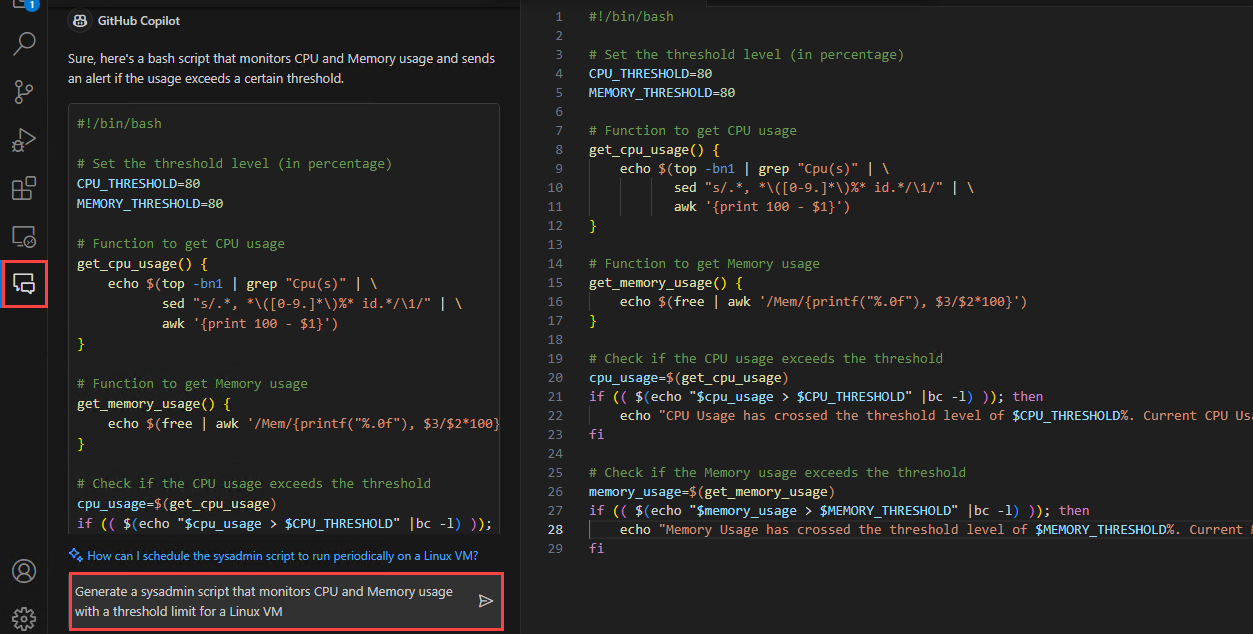 1
GitHub Copilot
Sure, here's a bash script that monitors CPU and Memory usage and sends
an alert if the usage exceeds a certain threshold.
#!/bin/bash
# Set the threshold level (in percentage)
CPU_THRESHOLD=80
MEMORY_THRESHOLD=80
# Function to get CPU usage
get_cpu_usage() {
    echo $(top -bn1 | grep "Cpu(s)" | \
           sed "s/.*, *\([0-9.]*\)%* id.*/\1/" | \
           awk '{print 100 - $1}')
}
# Function to get Memory usage
get_memory_usage() {
    echo $(free | awk '/Mem/{printf("%.0f"), $3/$2*100}
}
# Check if the CPU usage exceeds the threshold
cpu_usage=$(get_cpu_usage)
if (( $(echo "$cpu_usage > $CPU_THRESHOLD" |bc -l) ));
How can I schedule the sysadmin script to run periodically on a Linux VM?
Generate a sysadmin script that monitors CPU and Memory usage
with a threshold limit for a Linux VM
1 #!/bin/bash
2
3 # Set the threshold level (in percentage)
4 CPU_THRESHOLD=80
5 MEMORY_THRESHOLD=80
6
7 # Function to get CPU usage
8 get_cpu_usage() {
9     echo $(top -bn1 | grep "Cpu(s)" | \
10            sed "s/.*, *\([0-9.]*\)%* id.*/\1/" | \
11            awk '{print 100 - $1}')
12 }
13
14 # Function to get Memory usage
15 get_memory_usage() {
16     echo $(free | awk '/Mem/{printf("%.0f"), $3/$2*100}')
17 }
18
19 # Check if the CPU usage exceeds the threshold
20 cpu_usage=$(get_cpu_usage)
21 if (( $(echo "$cpu_usage > $CPU_THRESHOLD" |bc -l) )); then
22     echo "CPU Usage has crossed the threshold level of $CPU_THRESHOLD%. Current CPU Usa
23 fi
24
25 # Check if the Memory usage exceeds the threshold
26 memory_usage=$(get_memory_usage)
27 if (( $(echo "$memory_usage > $MEMORY_THRESHOLD" |bc -l) )); then
28     echo "Memory Usage has crossed the threshold level of $MEMORY_THRESHOLD%. Current
29 fi